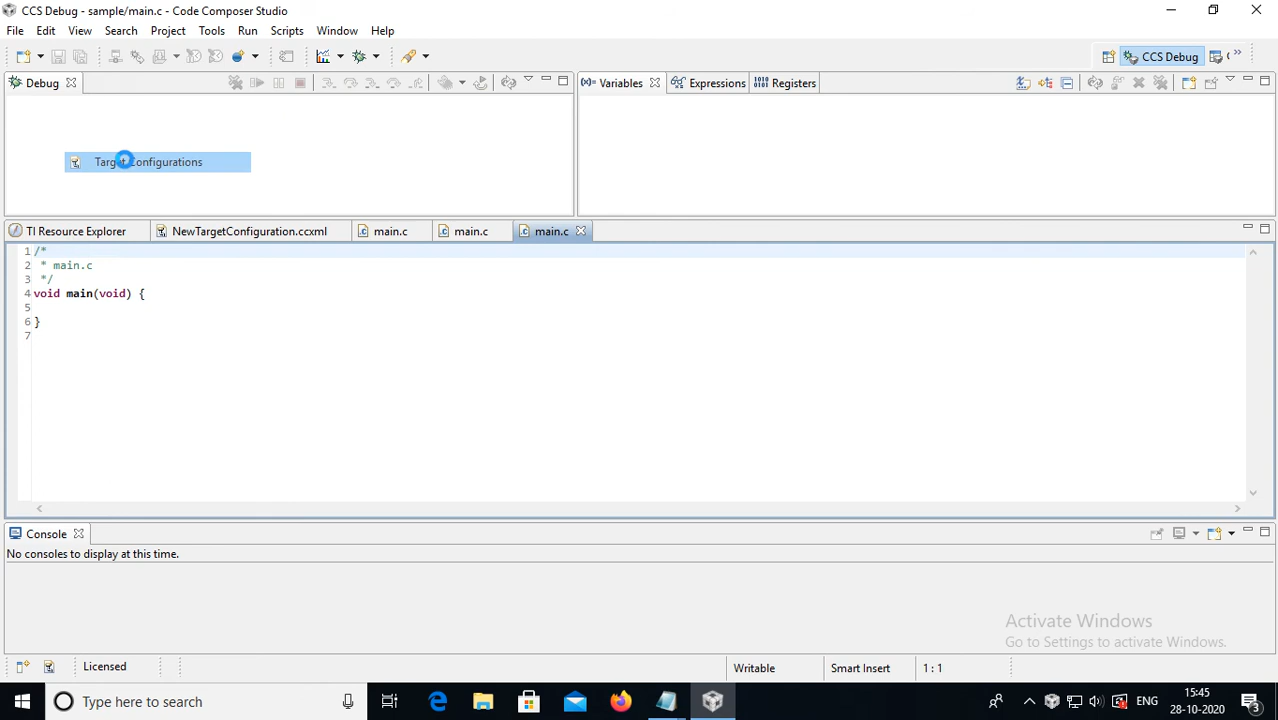 CCS Debug - sample/main.c - Code Composer Studio
File Edit View Search Project Tools Run Scripts Window Help
CCS Debug
Debug
Variables Expressions Registers
Target Configurations
TI Resource Explorer NewTargetConfiguration.ccxml main.c main.c main.c
1 /*
2 * main.c
3 */
4 void main(void) {
5
6 }
7
Console
No consoles to display at this time.
Activate Windows
Go to Settings to activate Windows.
Licensed Writable Smart Insert 1 : 1
Type here to search
ENG
15:45
28-10-2020
3